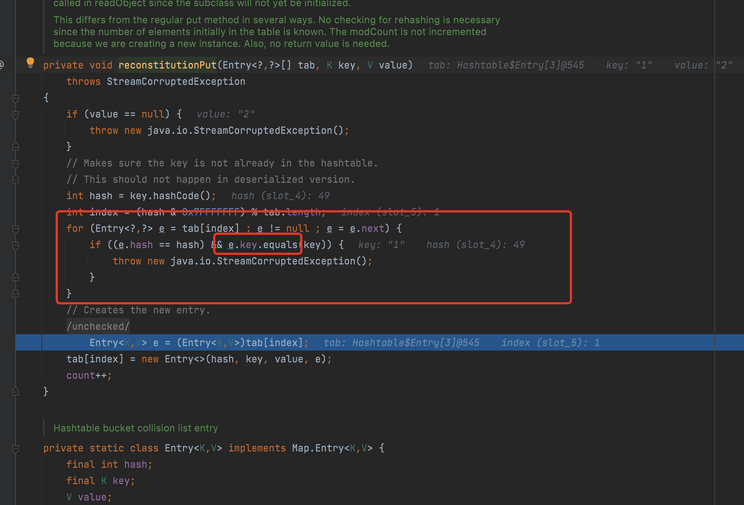 called in readObject since the subclass will not yet be initialized.
This differs from the regular put method in several ways. No checking for rehashing is necessary
since the number of elements initially in the table is known. The modCount is not incremented
because we are creating a new instance. Also, no return value is needed.
private void reconstitutionPut(Entry<?,?>[] tab, K key, V value)   tab: Hashtable$Entry[3]@545   key: "1"   value: "2"
throws StreamCorruptedException
{
if (value == null) {   value: "2"
throw new java.io.StreamCorruptedException();
}
// Makes sure the key is not already in the hashtable.
// This should not happen in deserialized version.
int hash = key.hashCode();   hash (slot_4): 49
int index = (hash & 0x7FFFFFFF) % tab.length;   index (slot_5): 1
for (Entry<?,?> e = tab[index] ; e != null ; e = e.next) {
if ((e.hash == hash) && e.key.equals(key)) {   key: "1"   hash (slot_4): 49
throw new java.io.StreamCorruptedException();
}
}
// Creates the new entry.
/unchecked/
Entry<K,V> e = (Entry<K,V>)tab[index];   tab: Hashtable$Entry[3]@545   index (slot_5): 1
tab[index] = new Entry<>(hash, key, value, e);
count++;
}
Hashtable bucket collision list entry
private static class Entry<K,V> implements Map.Entry<K,V> {
final int hash;
final K key;
V value;